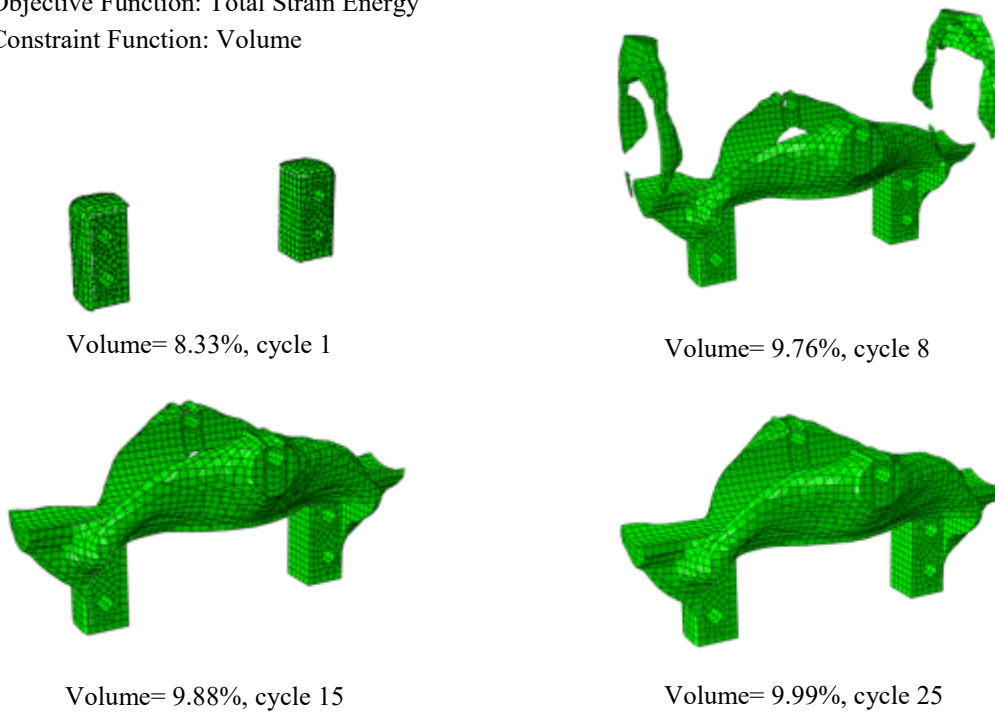 Objective Function: Total Strain Energy
Constraint Function: Volume
Volume= 8.33%, cycle 1
Volume= 9.76%, cycle 8
Volume= 9.88%, cycle 15
Volume= 9.99%, cycle 25